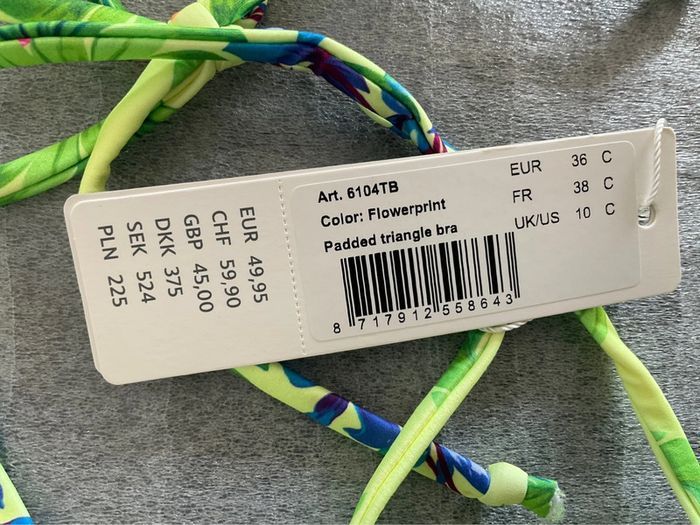 EUR 49,95
CHF 59,90
GBP 45,00
DKK 375
SEK 524
PLN 225
Art. 6104TB
Color: Flowerprint
Padded triangle bra
EUR 36 C
FR 38 C
UK/US 10 C
8 717912 558643